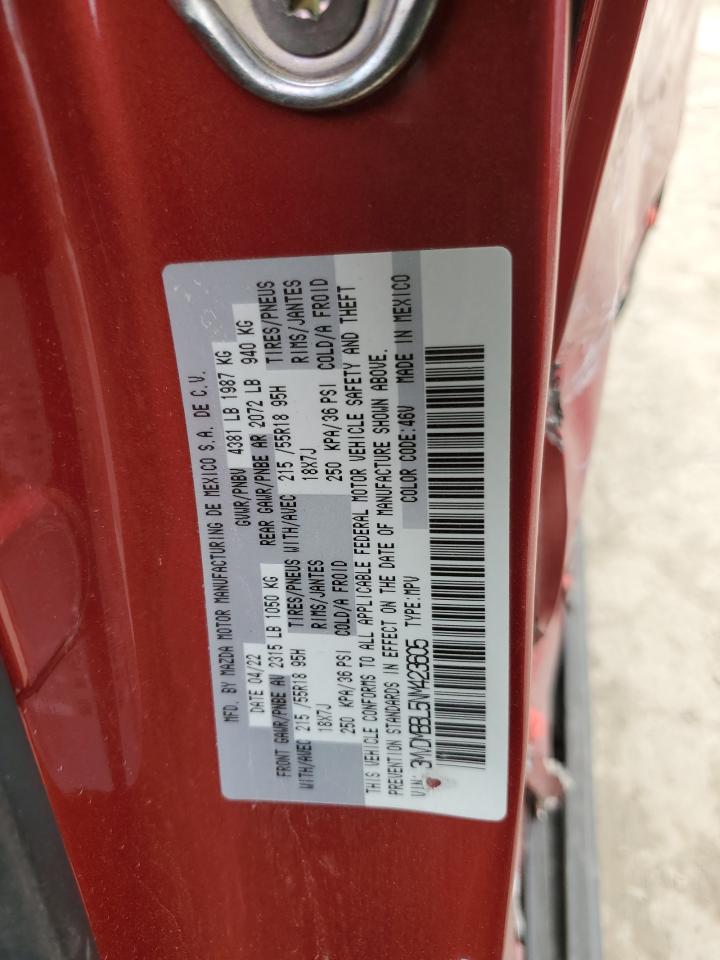 MFD. BY MAZDA MOTOR MANUFACTURING DE MEXICO S.A. DE C.V.
DATE 04/22 GVWR/PNBV 4381 LB 1987 KG
FRONT GAWR/PNBE AV 2315 LB 1050 KG REAR GAWR/PNBE AR 2072 LB 940 KG
WITH/AVEC 215 /55R18 95H TIRES/PNEUS WITH/AVEC 215 /55R18 95H TIRES/PNEUS
18X7J RIMS/JANTES 18X7J RIMS/JANTES
250 KPA/36 PSI COLD/A FROID 250 KPA/36 PSI COLD/A FROID
THIS VEHICLE CONFORMS TO ALL APPLICABLE FEDERAL MOTOR VEHICLE SAFETY AND THEFT
PREVENTION STANDARDS IN EFFECT ON THE DATE OF MANUFACTURE SHOWN ABOVE.
VIN: 3MVDMBBL5NM423605 TYPE:MPV COLOR CODE:46V MADE IN MEXICO